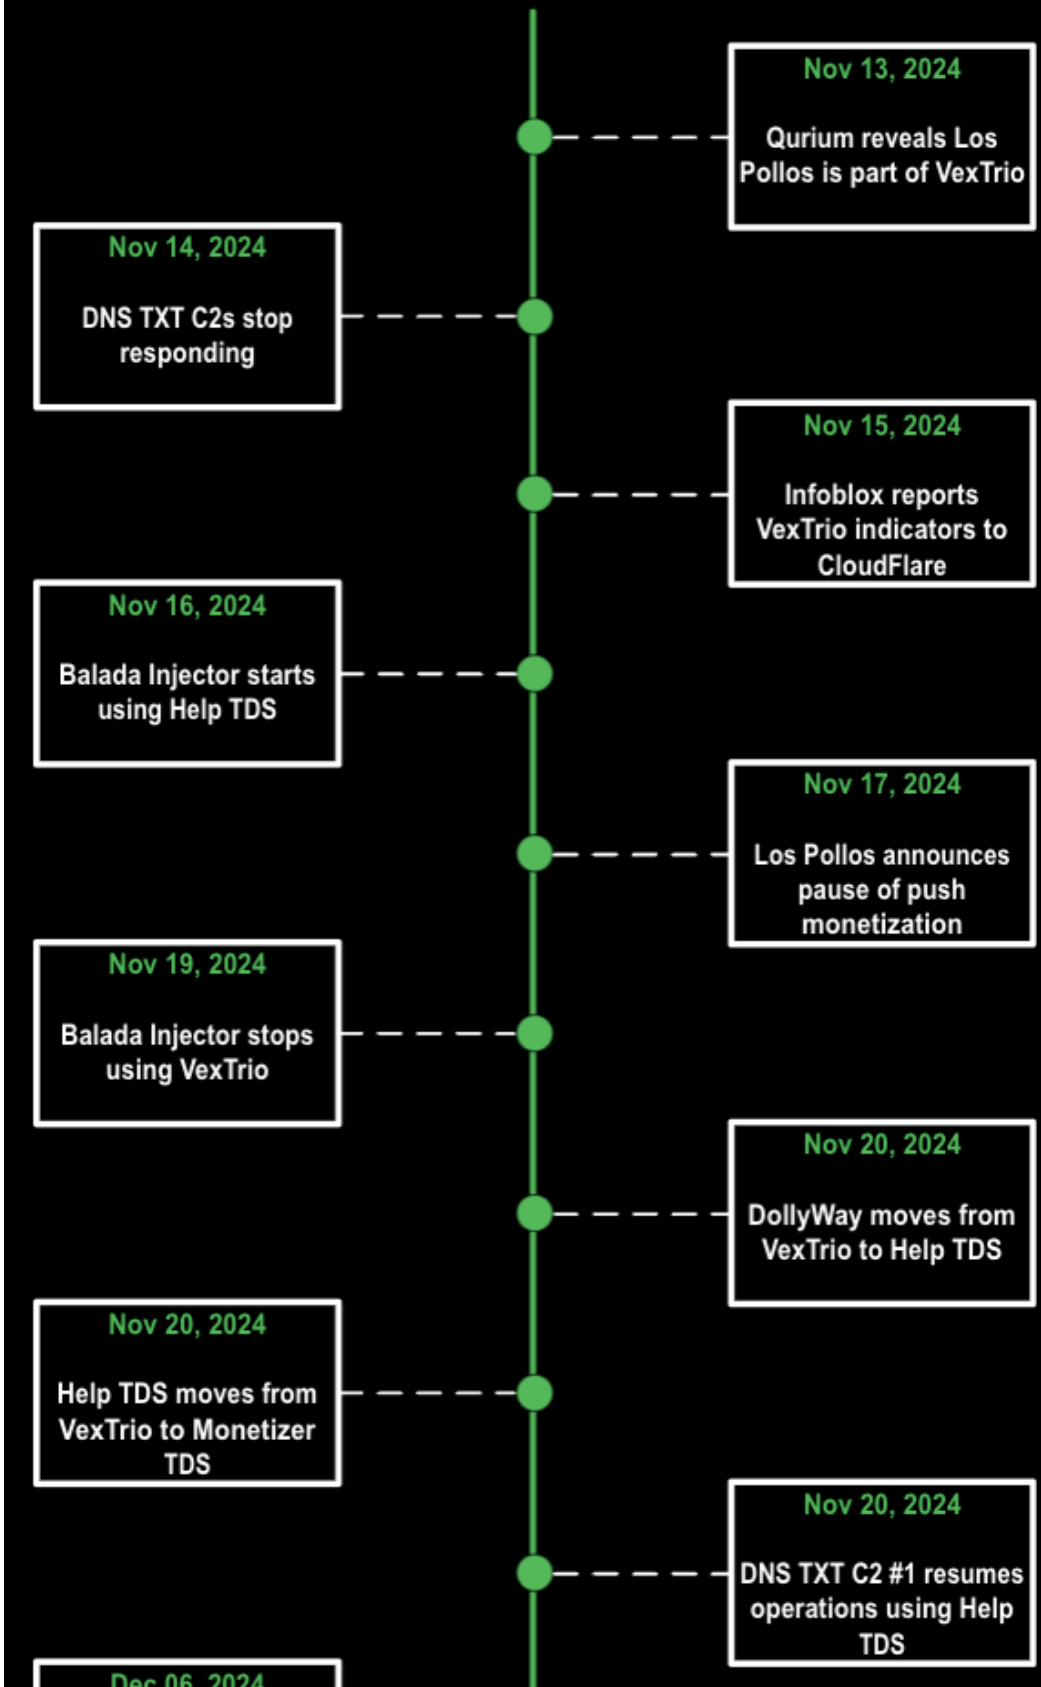 Nov 13, 2024
Qurium reveals Los
Pollos is part of VexTrio
Nov 14, 2024
DNS TXT C2s stop
responding
Nov 15, 2024
Infoblox reports
VexTrio indicators to
CloudFlare
Nov 16, 2024
Balada Injector starts
using Help TDS
Nov 17, 2024
Los Pollos announces
pause of push
monetization
Nov 19, 2024
Balada Injector stops
using VexTrio
Nov 20, 2024
DollyWay moves from
VexTrio to Help TDS
Nov 20, 2024
Help TDS moves from
VexTrio to Monetizer
TDS
Nov 20, 2024
DNS TXT C2 #1 resumes
operations using Help
TDS
Dec 06, 2024